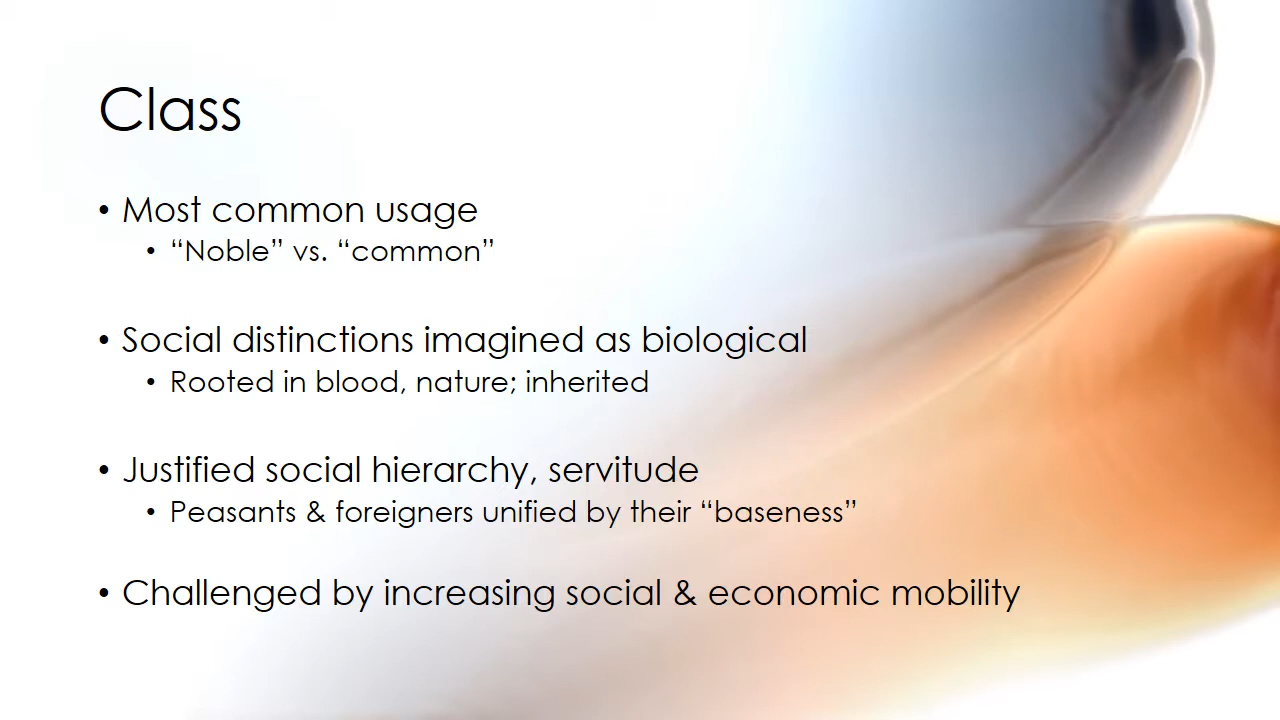 Class
• Most common usage
• “Noble” vs. “common”
• Social distinctions imagined as biological
• Rooted in blood, nature; inherited
• Justified social hierarchy, servitude
• Peasants & foreigners unified by their “baseness”
• Challenged by increasing social & economic mobility